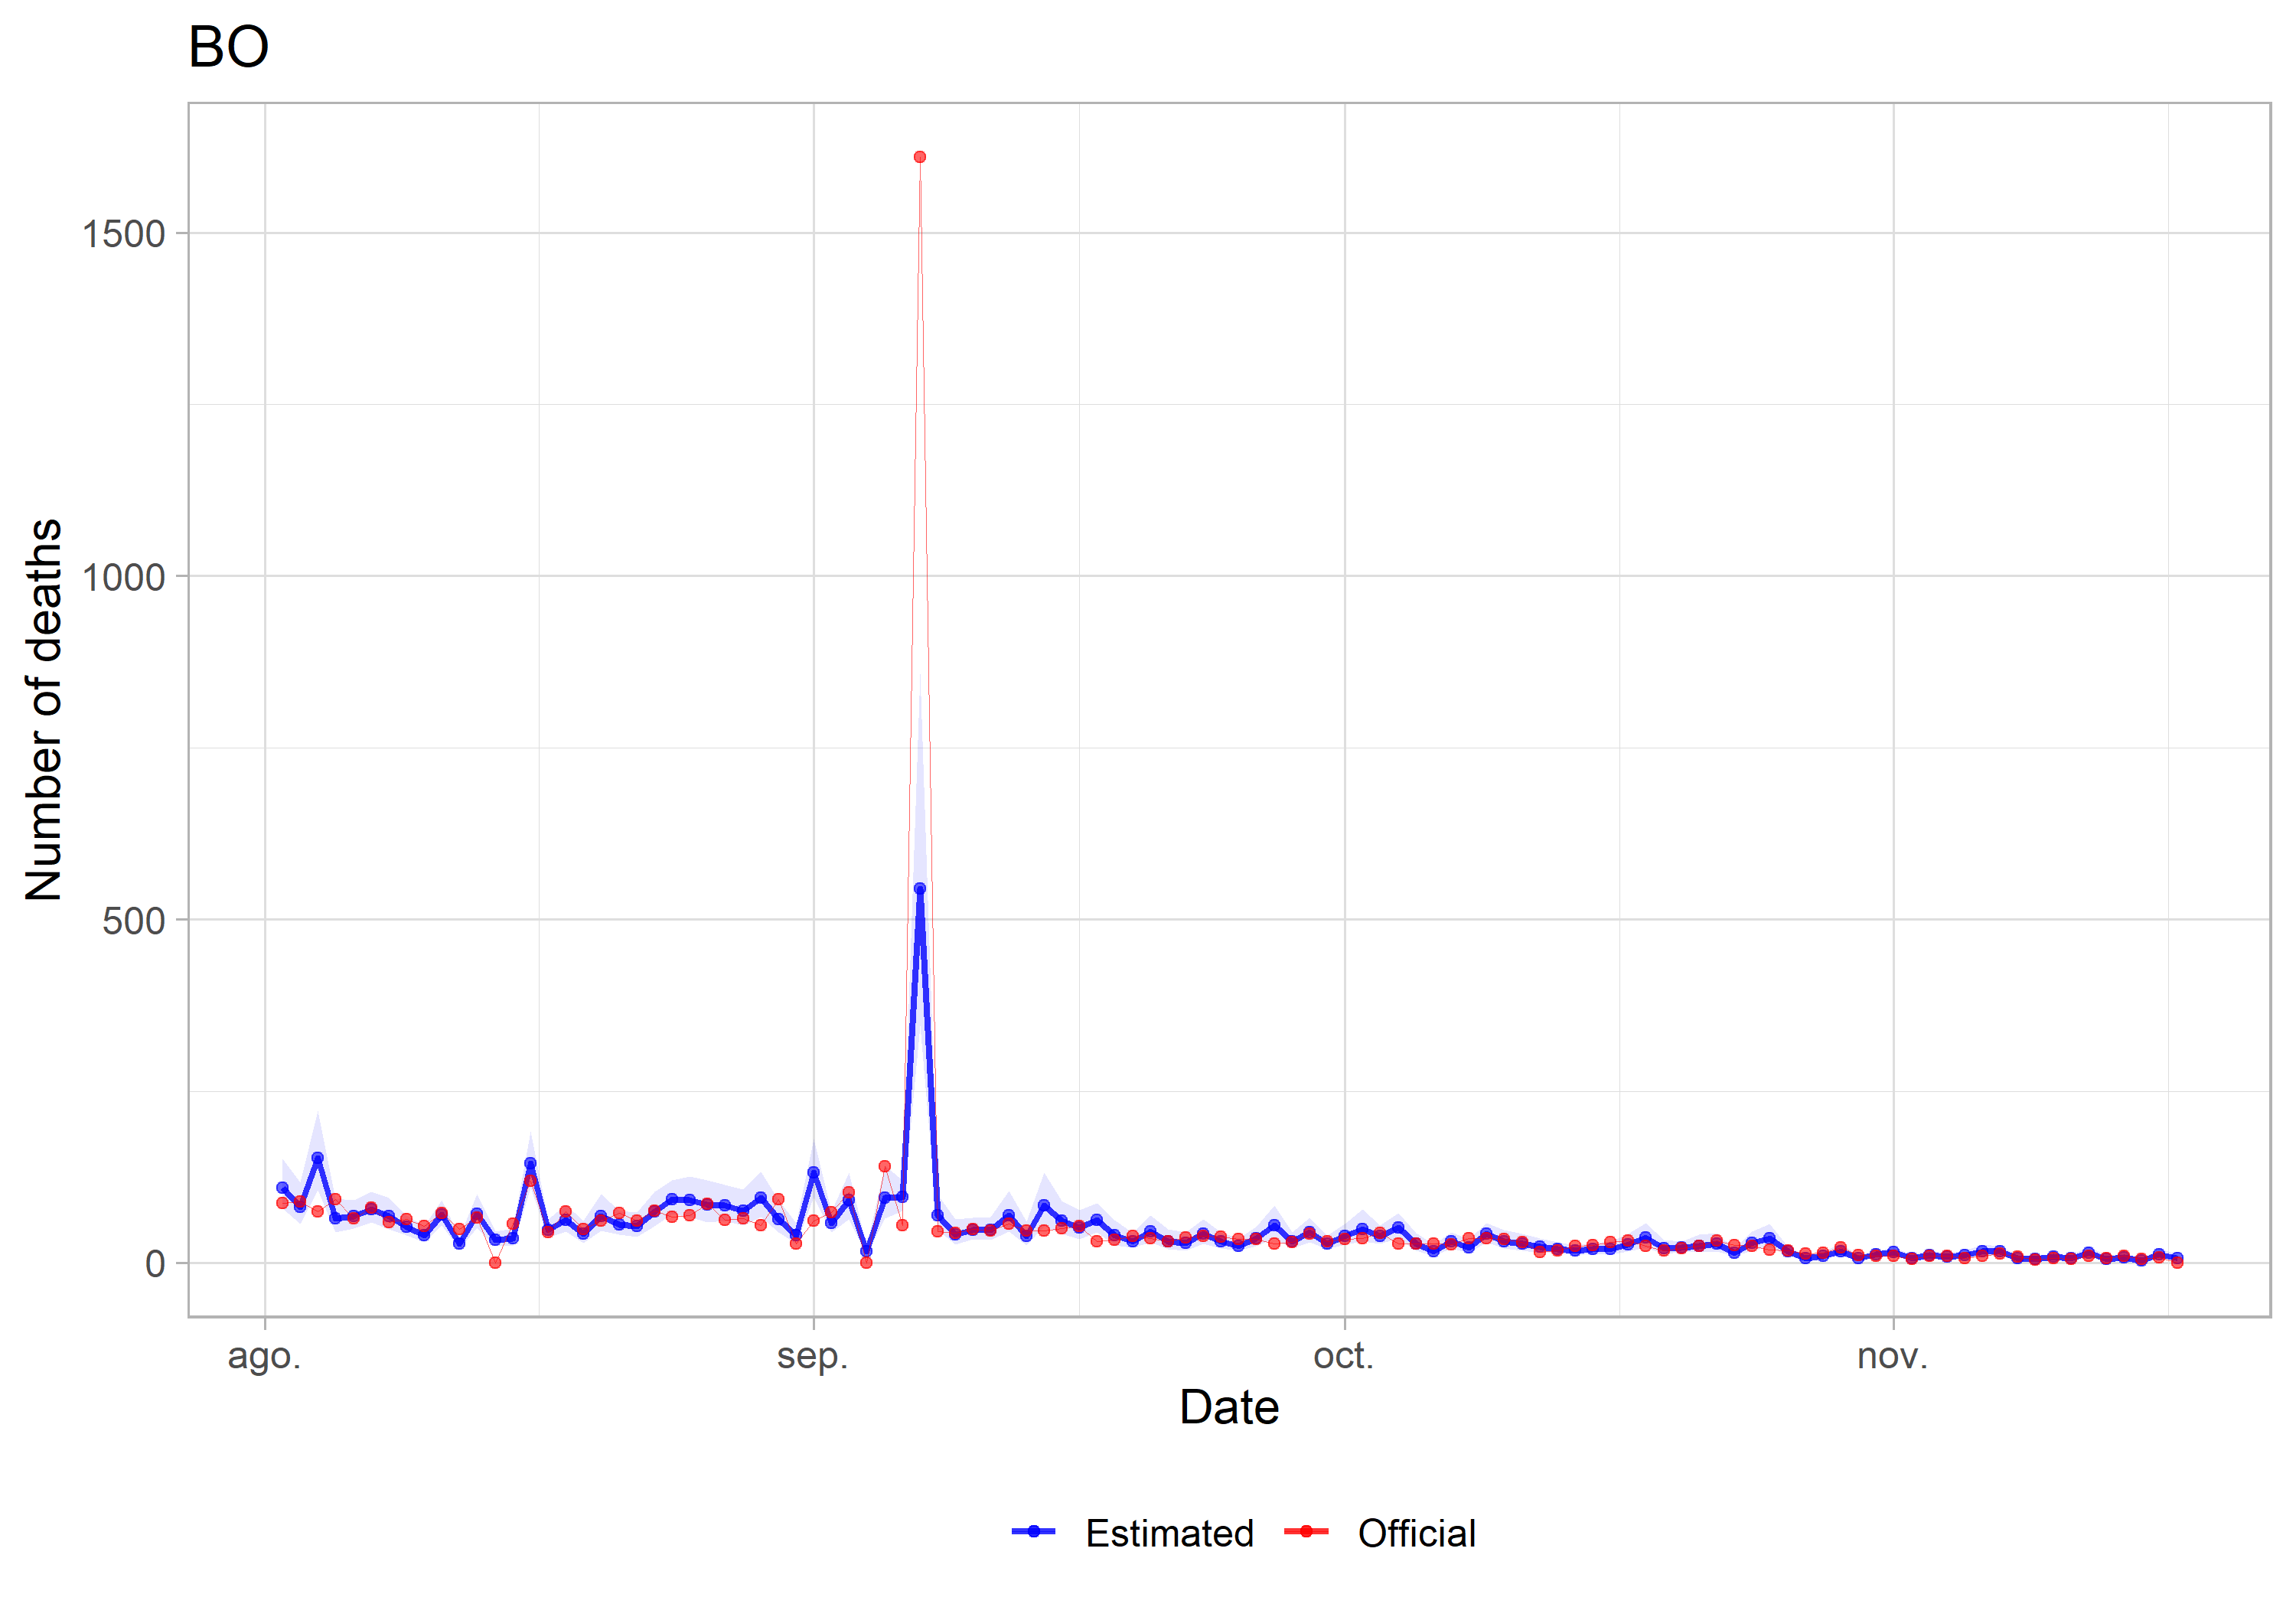 BO
1500
1000
500
0
Number of deaths
ago. sep. oct. nov.
Date
Estimated Official